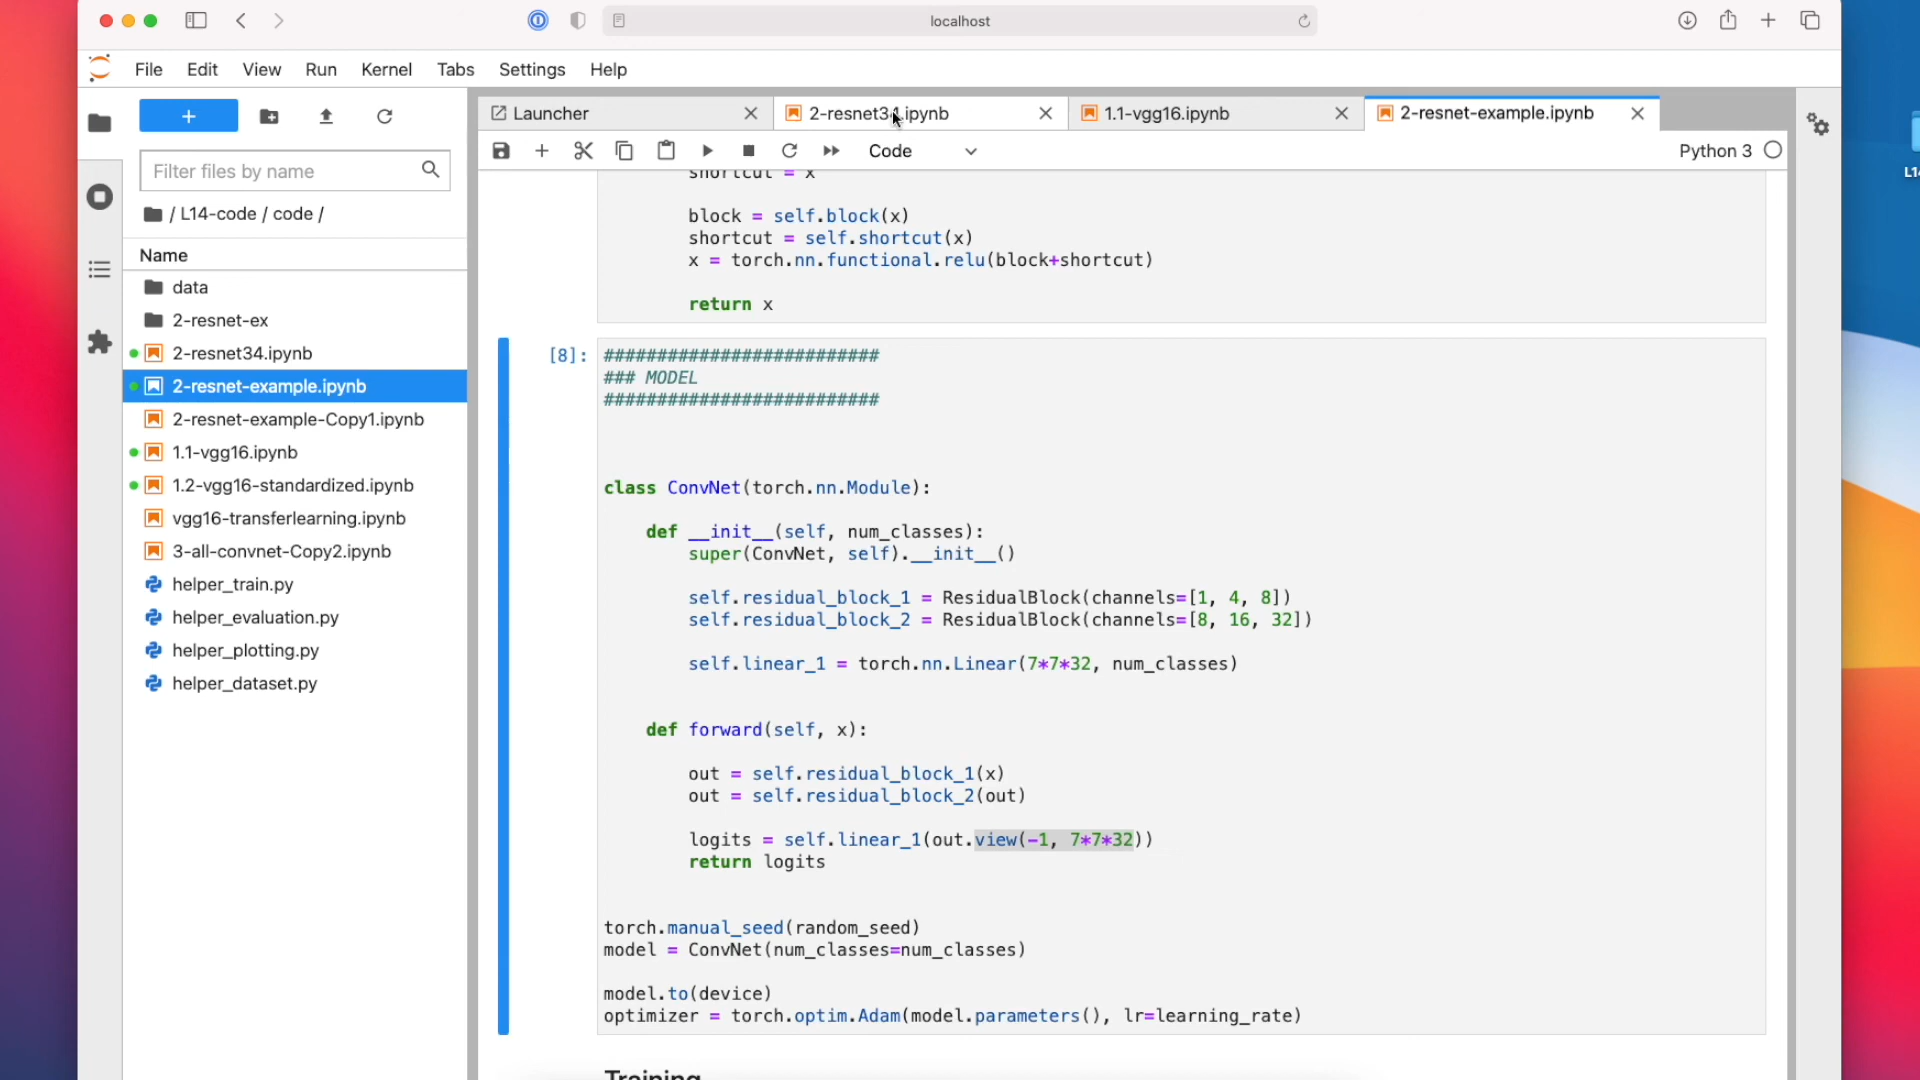 localhost
File Edit View Run Kernel Tabs Settings Help
Launcher 2-resnet34.ipynb 1.1-vgg16.ipynb 2-resnet-example.ipynb
Code Python 3
Filter files by name
/ L14-code / code /
Name
data
2-resnet-ex
2-resnet34.ipynb
2-resnet-example.ipynb
2-resnet-example-Copy1.ipynb
1.1-vgg16.ipynb
1.2-vgg16-standardized.ipynb
vgg16-transferlearning.ipynb
3-all-convnet-Copy2.ipynb
helper_train.py
helper_evaluation.py
helper_plotting.py
helper_dataset.py
shortcut = x
block = self.block(x)
shortcut = self.shortcut(x)
x = torch.nn.functional.relu(block+shortcut)
return x
[8]: ##########################
### MODEL
##########################
class ConvNet(torch.nn.Module):
def __init__(self, num_classes):
super(ConvNet, self).__init__()
self.residual_block_1 = ResidualBlock(channels=[1, 4, 8])
self.residual_block_2 = ResidualBlock(channels=[8, 16, 32])
self.linear_1 = torch.nn.Linear(7*7*32, num_classes)
def forward(self, x):
out = self.residual_block_1(x)
out = self.residual_block_2(out)
logits = self.linear_1(out.view(-1, 7*7*32))
return logits
torch.manual_seed(random_seed)
model = ConvNet(num_classes=num_classes)
model.to(device)
optimizer = torch.optim.Adam(model.parameters(), lr=learning_rate)
Training
L14